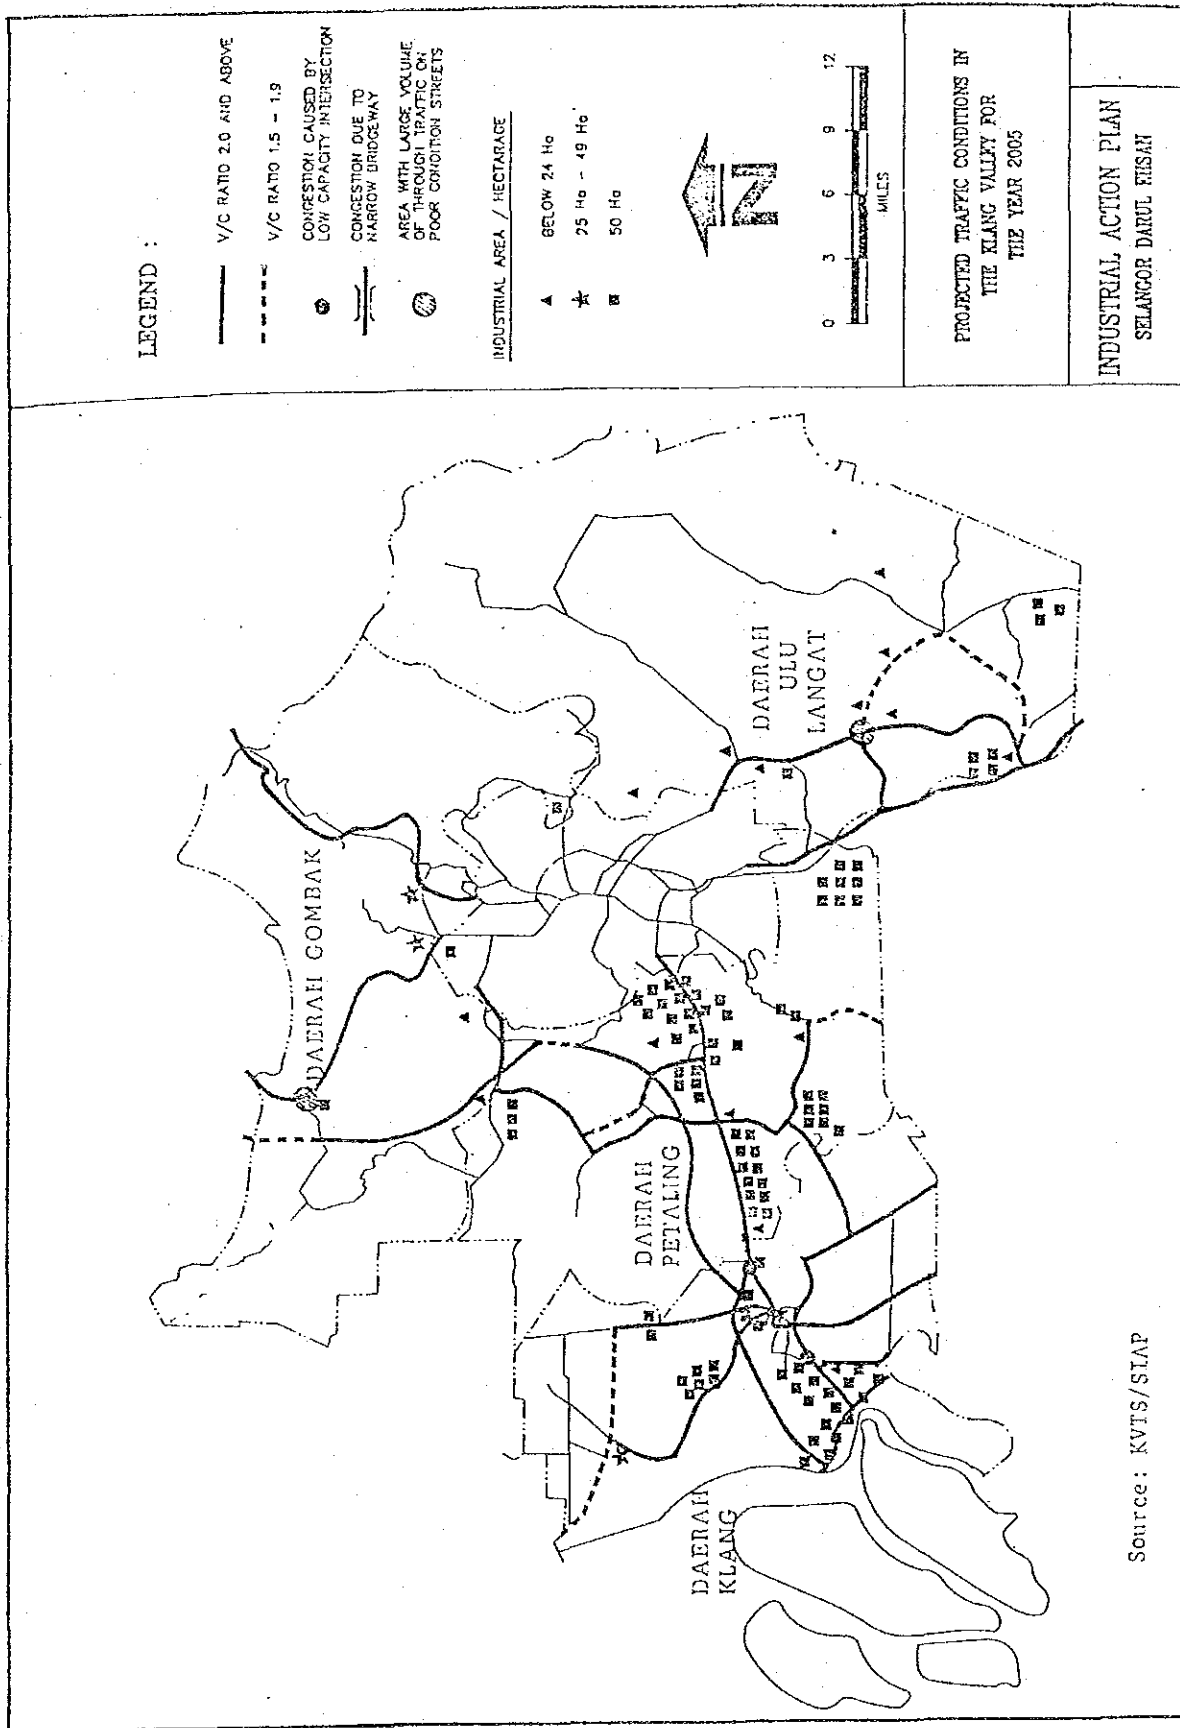 LEGEND :
V/C RATIO 2.0 AND ABOVE
V/C RATIO 1.5 - 1.9
CONGESTION CAUSED BY
LOW CAPACITY INTERSECTION
CONGESTION DUE TO
NARROW BRIDGEWAY
AREA WITH LARGE VOLUME
OF THROUGH TRAFFIC ON
POOR CONDITION STREETS
INDUSTRIAL AREA / HECTARAGE
BELOW 24 Ha
25 Ha - 49 Ha
50 Ha
N
0 3 6 9 12
MILES
PROJECTED TRAFFIC CONDITIONS IN
THE KLANG VALLEY FOR
THE YEAR 2005
INDUSTRIAL ACTION PLAN
SELANGOR DARUL EHSAN
DAERAH GOMBAK
DAERAH
PETALING
DAERAH
KLANG
DAERAH
ULU
LANGAT
Source: KVTS/SIAP